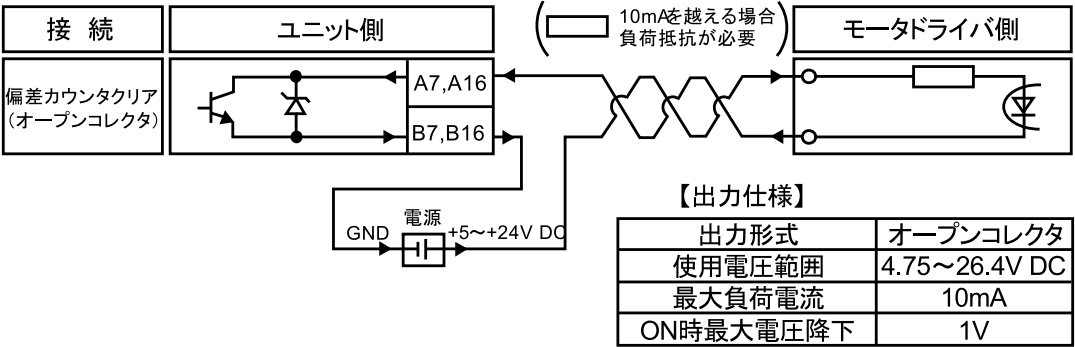 接 続
ユニット側
10mAを越える場合
負荷抵抗が必要
モータドライバ側
偏差カウンタクリア
(オープンコレクタ)
A7,A16
B7,B16
GND
電源
+5～+24V DC
【出力仕様】
出力形式 オープンコレクタ
使用電圧範囲 4.75～26.4V DC
最大負荷電流 10mA
ON時最大電圧降下 1V